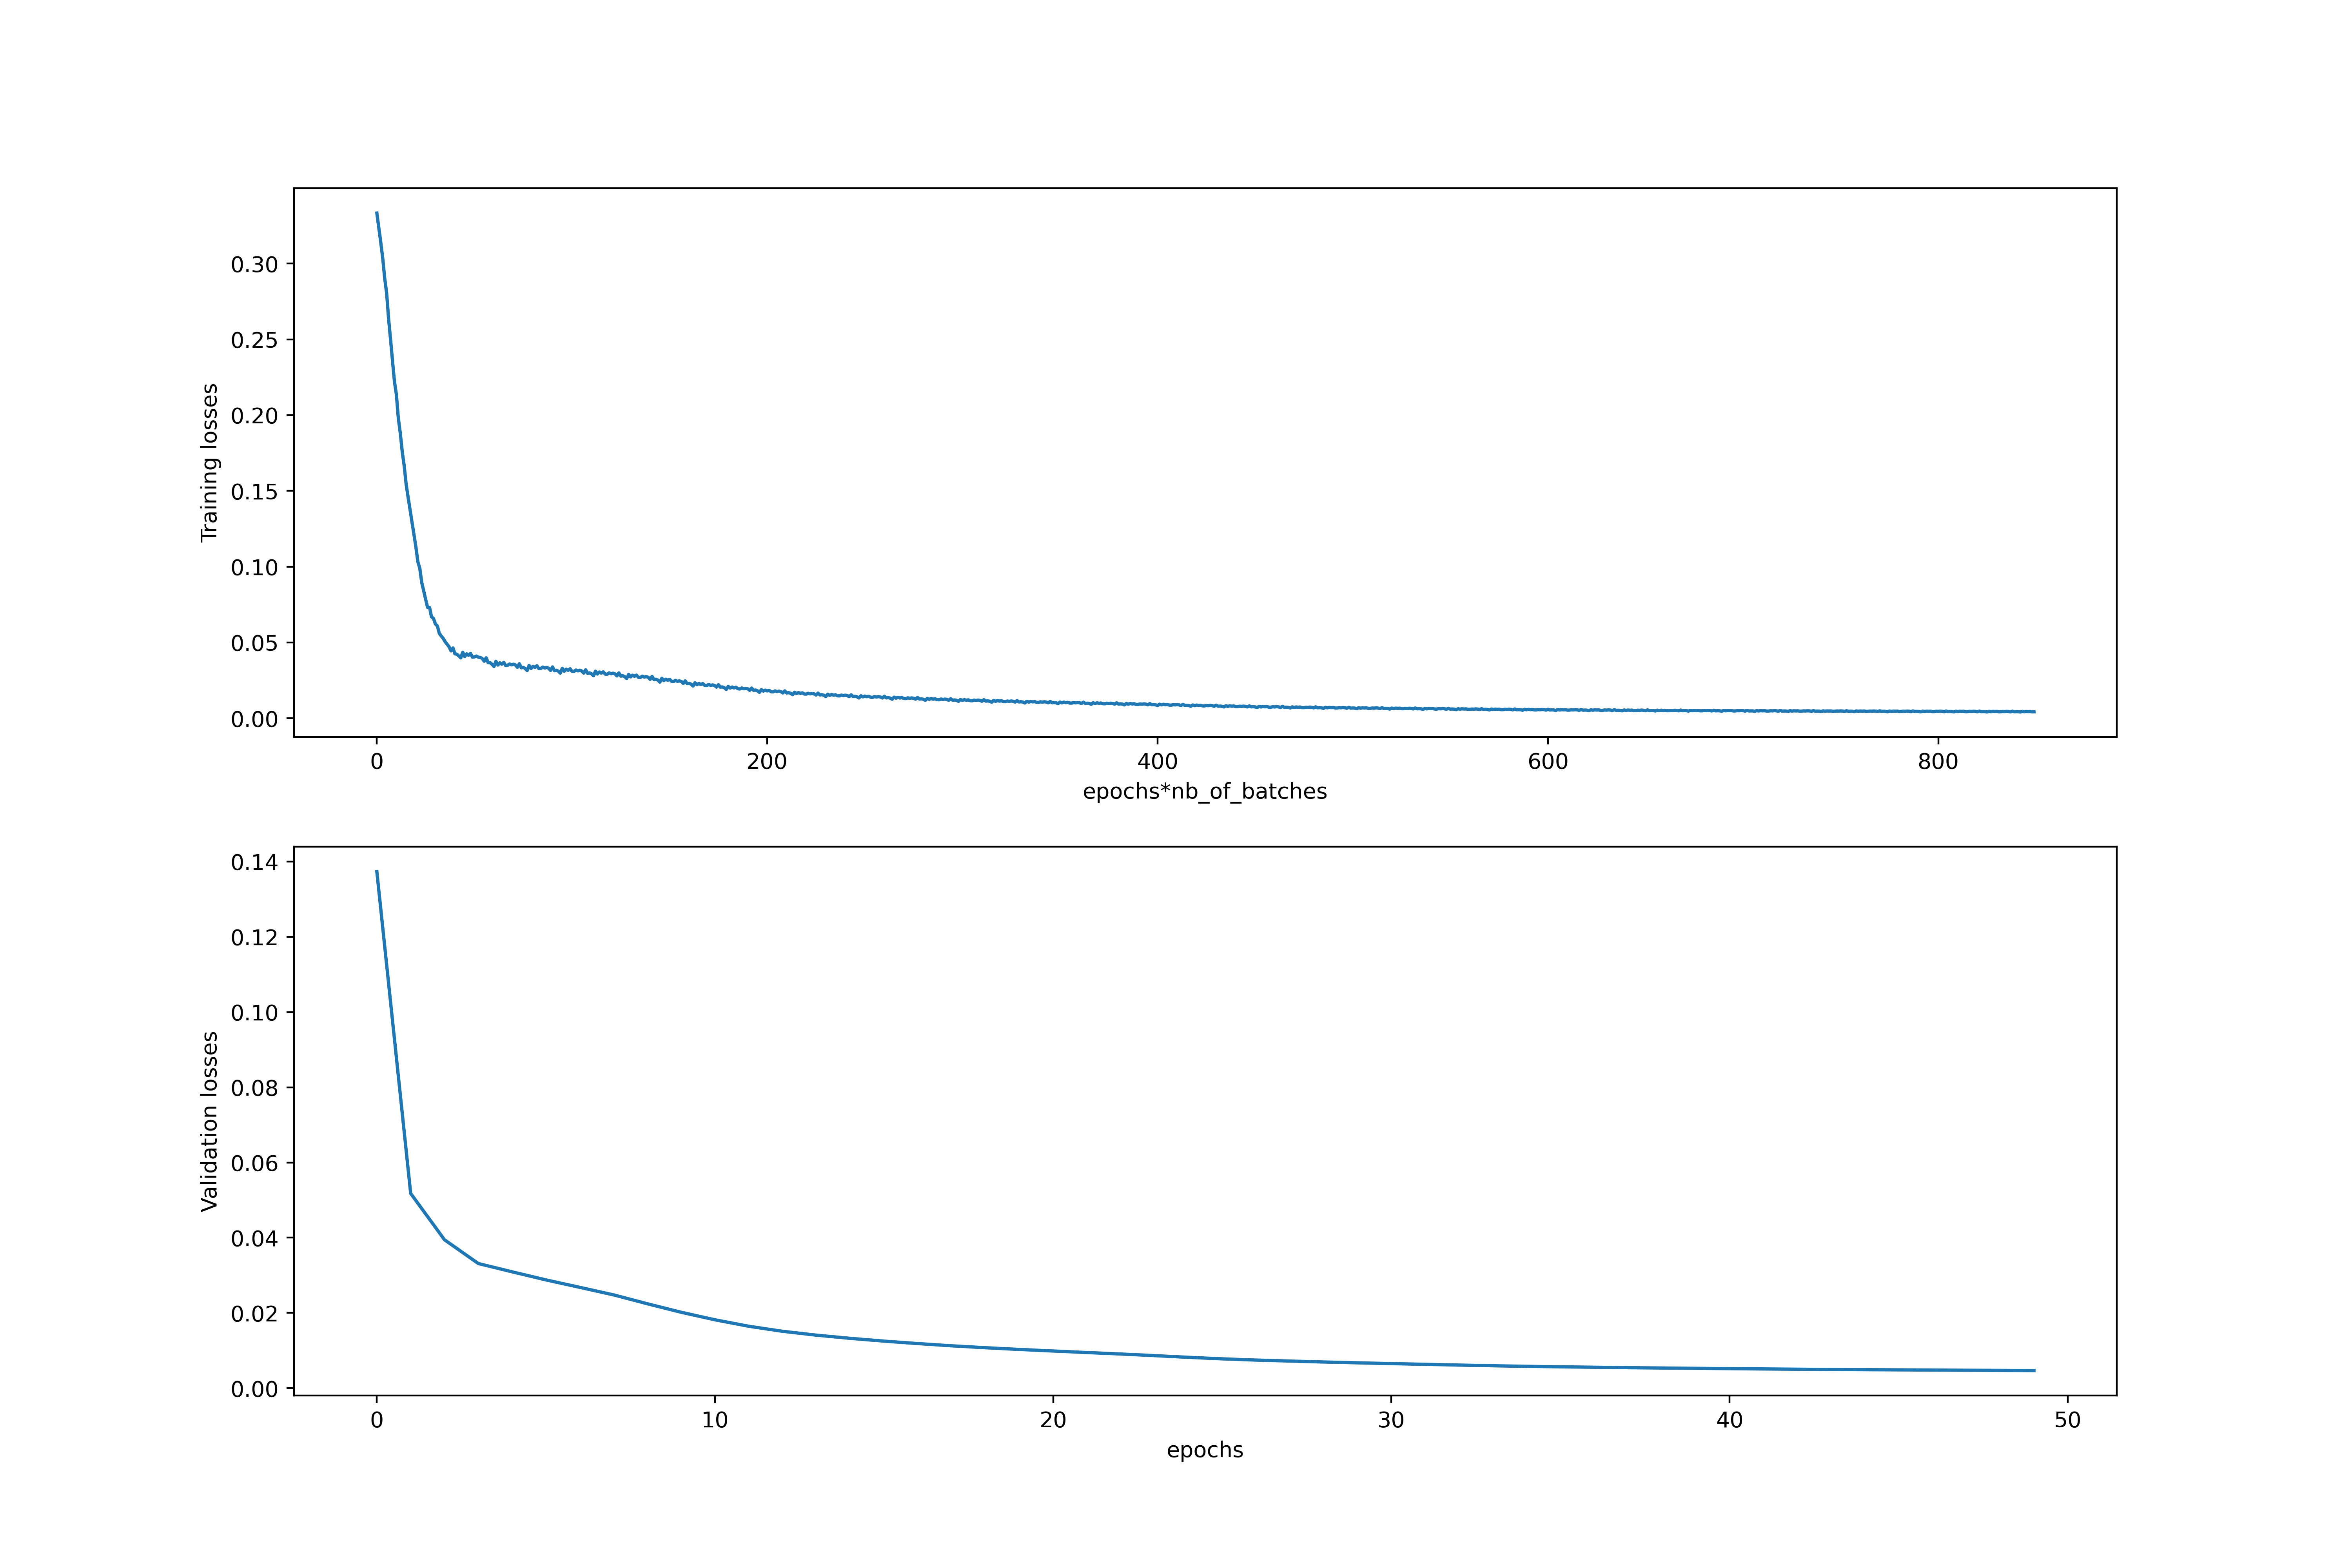 0.30
0.25
0.20
0.15
0.10
0.05
0.00
Training losses
0 200 400 600 800
epochs*nb_of_batches
0.14
0.12
0.10
0.08
0.06
0.04
0.02
0.00
Validation losses
0 10 20 30 40 50
epochs